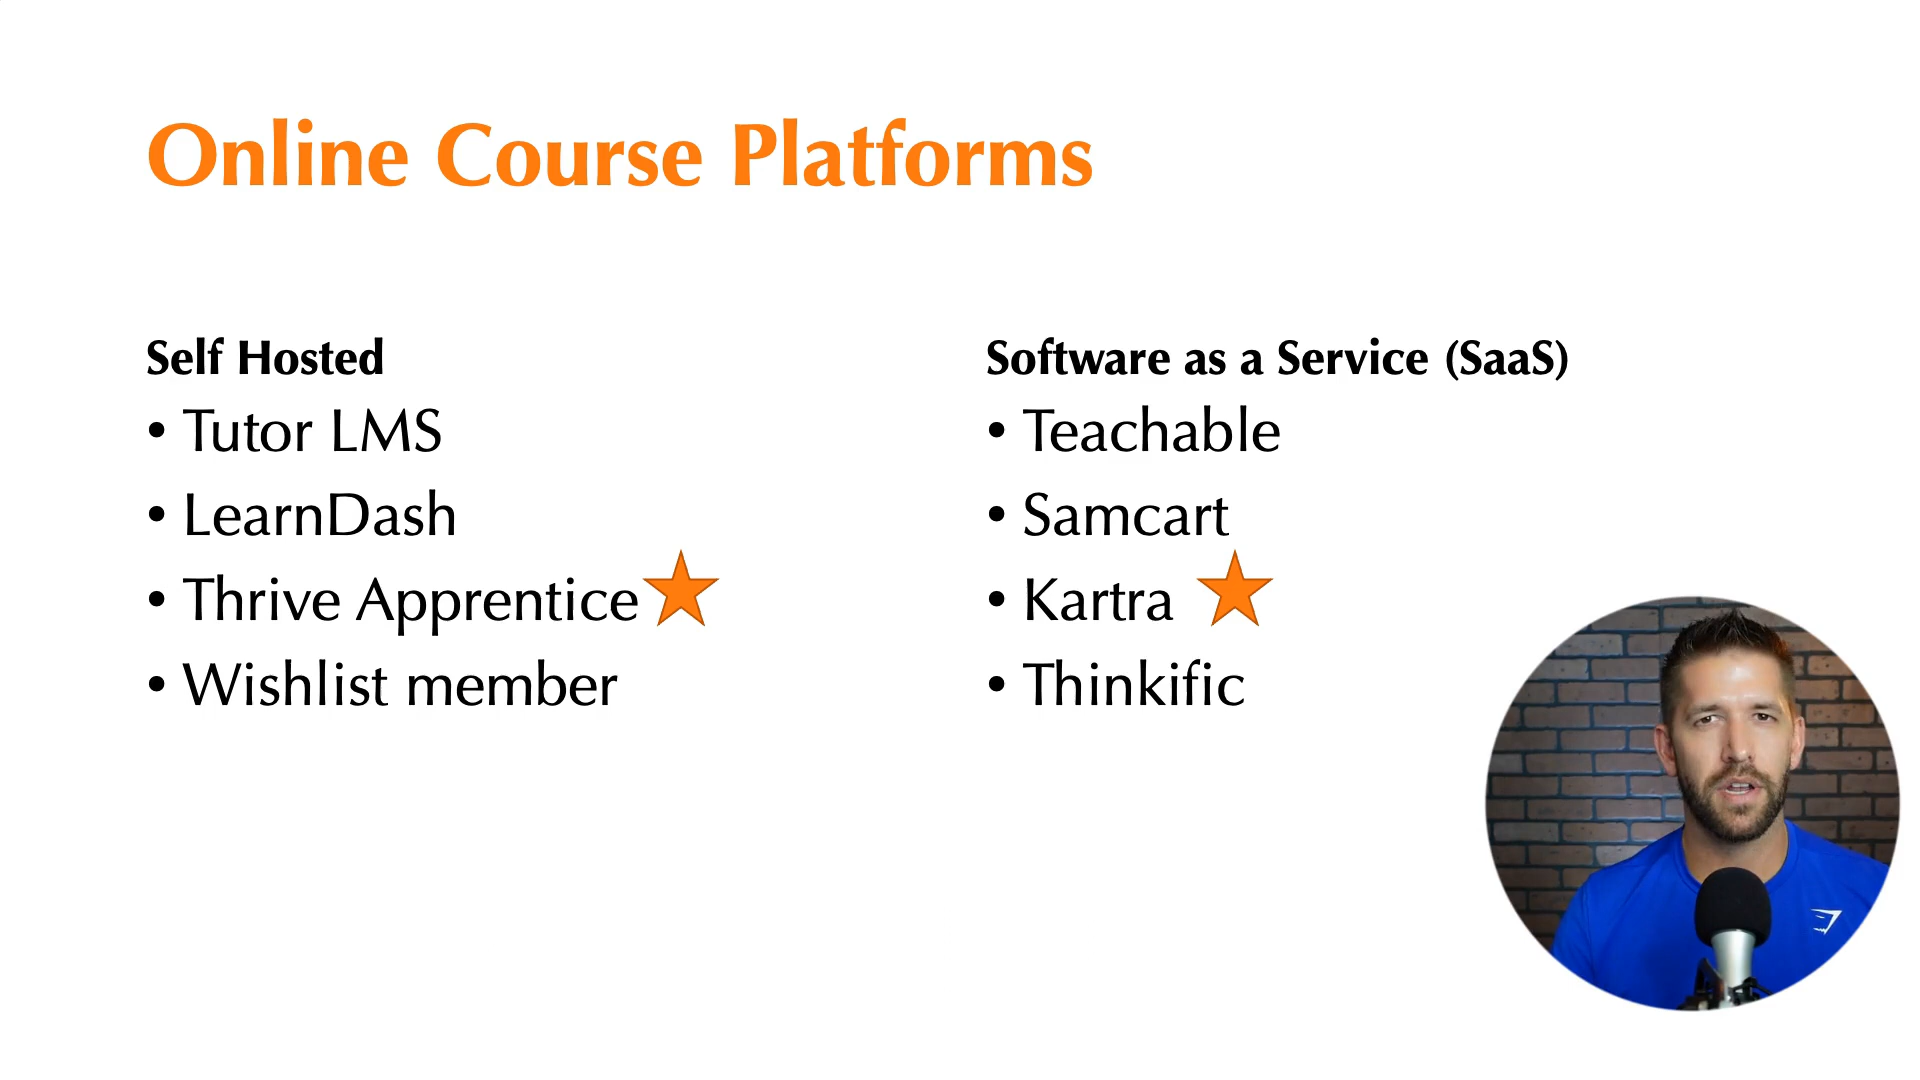 Online Course Platforms
Self Hosted
• Tutor LMS
• LearnDash
• Thrive Apprentice
• Wishlist member
Software as a Service (SaaS)
• Teachable
• Samcart
• Kartra
• Thinkific